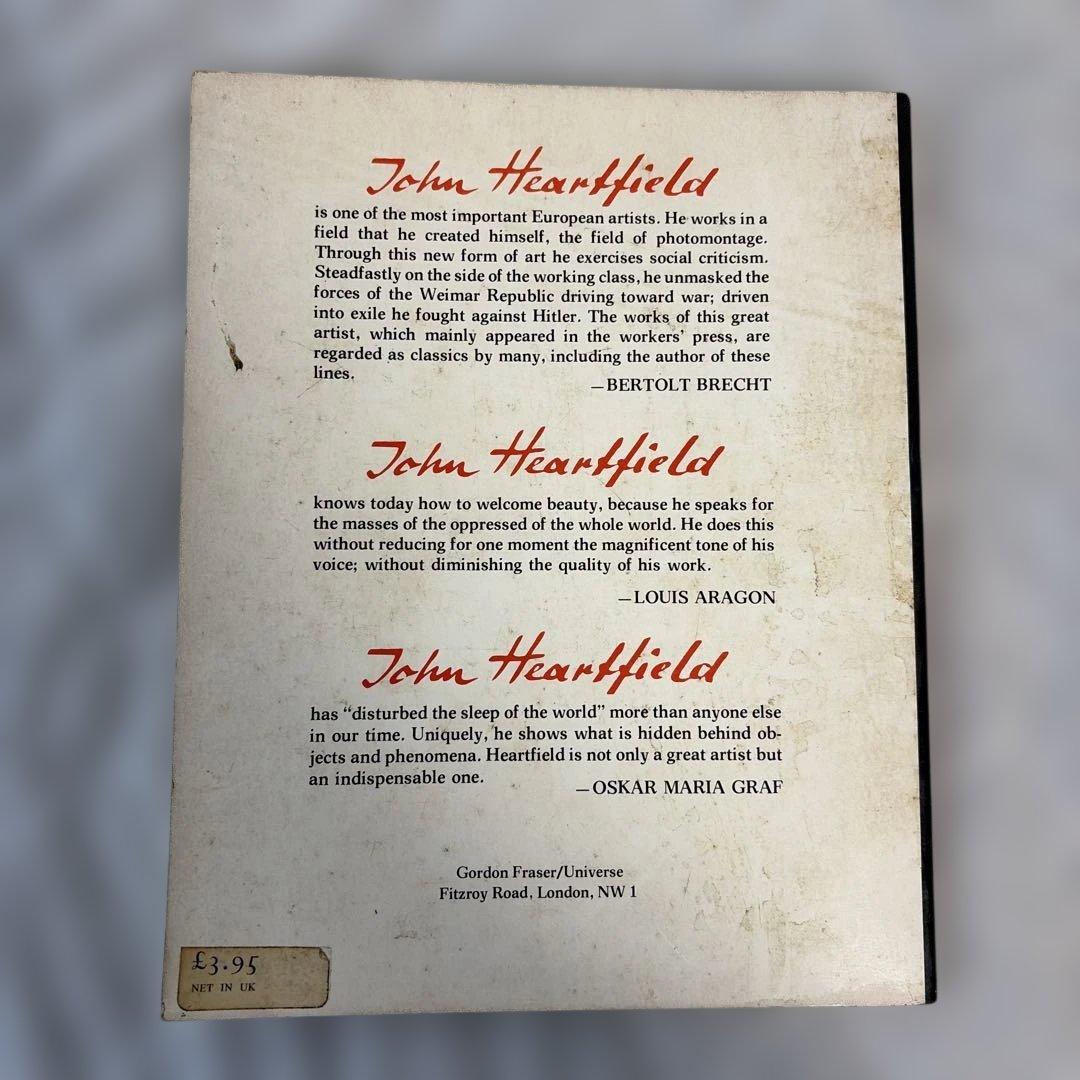 John Heartfield
is one of the most important European artists. He works in a
field that he created himself, the field of photomontage.
Through this new form of art he exercises social criticism.
Steadfastly on the side of the working class, he unmasked the
forces of the Weimar Republic driving toward war; driven
into exile he fought against Hitler. The works of this great
artist, which mainly appeared in the workers' press, are
regarded as classics by many, including the author of these
lines.
—BERTOLT BRECHT
John Heartfield
knows today how to welcome beauty, because he speaks for
the masses of the oppressed of the whole world. He does this
without reducing for one moment the magnificent tone of his
voice; without diminishing the quality of his work.
—LOUIS ARAGON
John Heartfield
has “disturbed the sleep of the world” more than anyone else
in our time. Uniquely, he shows what is hidden behind ob-
jects and phenomena. Heartfield is not only a great artist but
an indispensable one.
—OSKAR MARIA GRAF
Gordon Fraser/Universe
Fitzroy Road, London, NW 1
£3.95
NET IN UK